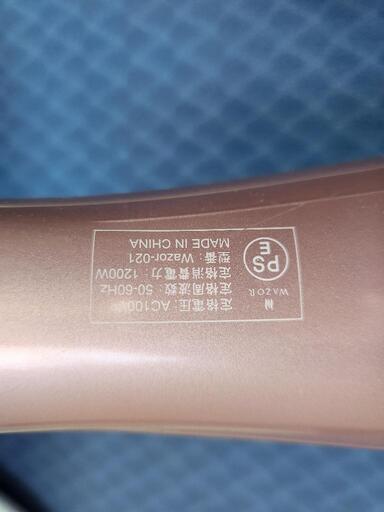 WAZOR
PS
E
定格電圧：AC100V
定格周波数：50-60Hz
定格消費電力：1200W
型番：Wazor-021
MADE IN CHINA